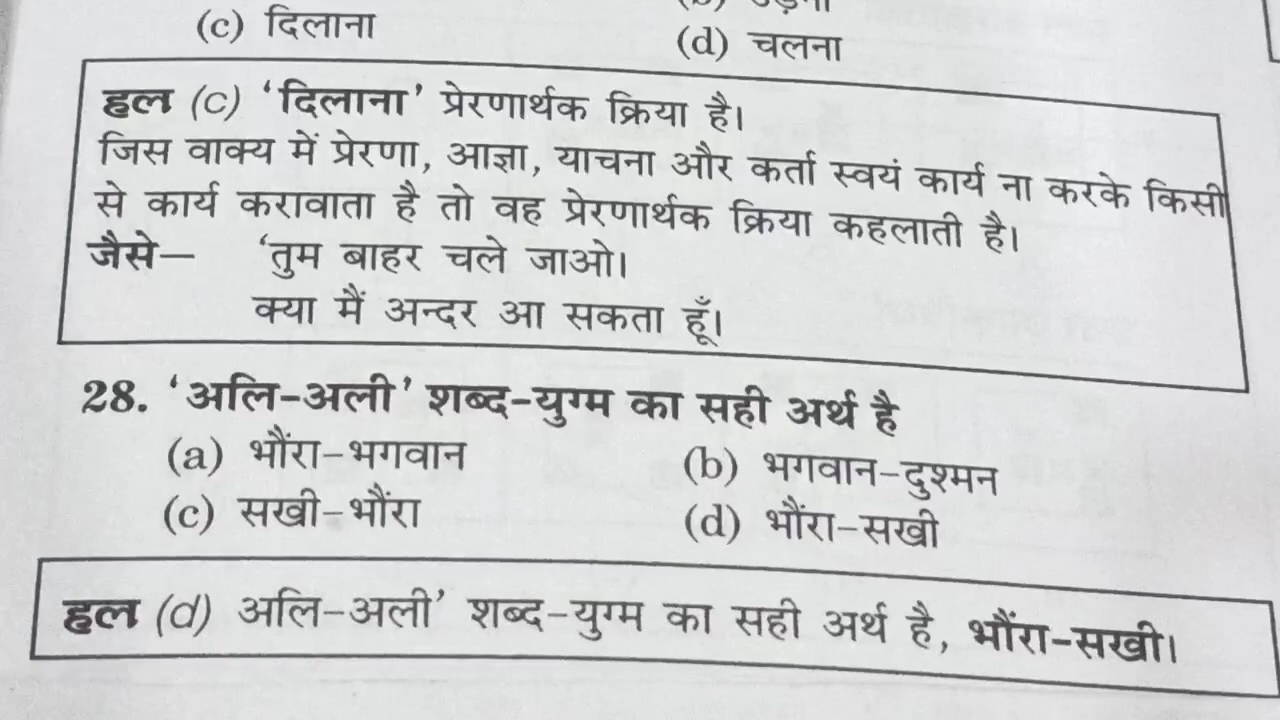 (c) दिलाना
(d) चलना
हल (c) ‘दिलाना’ प्रेरणार्थक क्रिया है।
जिस वाक्य में प्रेरणा, आज्ञा, याचना और कर्ता स्वयं कार्य ना करके किसी
से कार्य करावाता है तो वह प्रेरणार्थक क्रिया कहलाती है।
जैसे– ‘तुम बाहर चले जाओ।
क्या मैं अन्दर आ सकता हूँ।
28. ‘अलि-अली’ शब्द-युग्म का सही अर्थ है
(a) भौंरा-भगवान (b) भगवान-दुश्मन
(c) सखी-भौंरा (d) भौंरा-सखी
हल (d) अलि-अली’ शब्द-युग्म का सही अर्थ है, भौंरा-सखी।